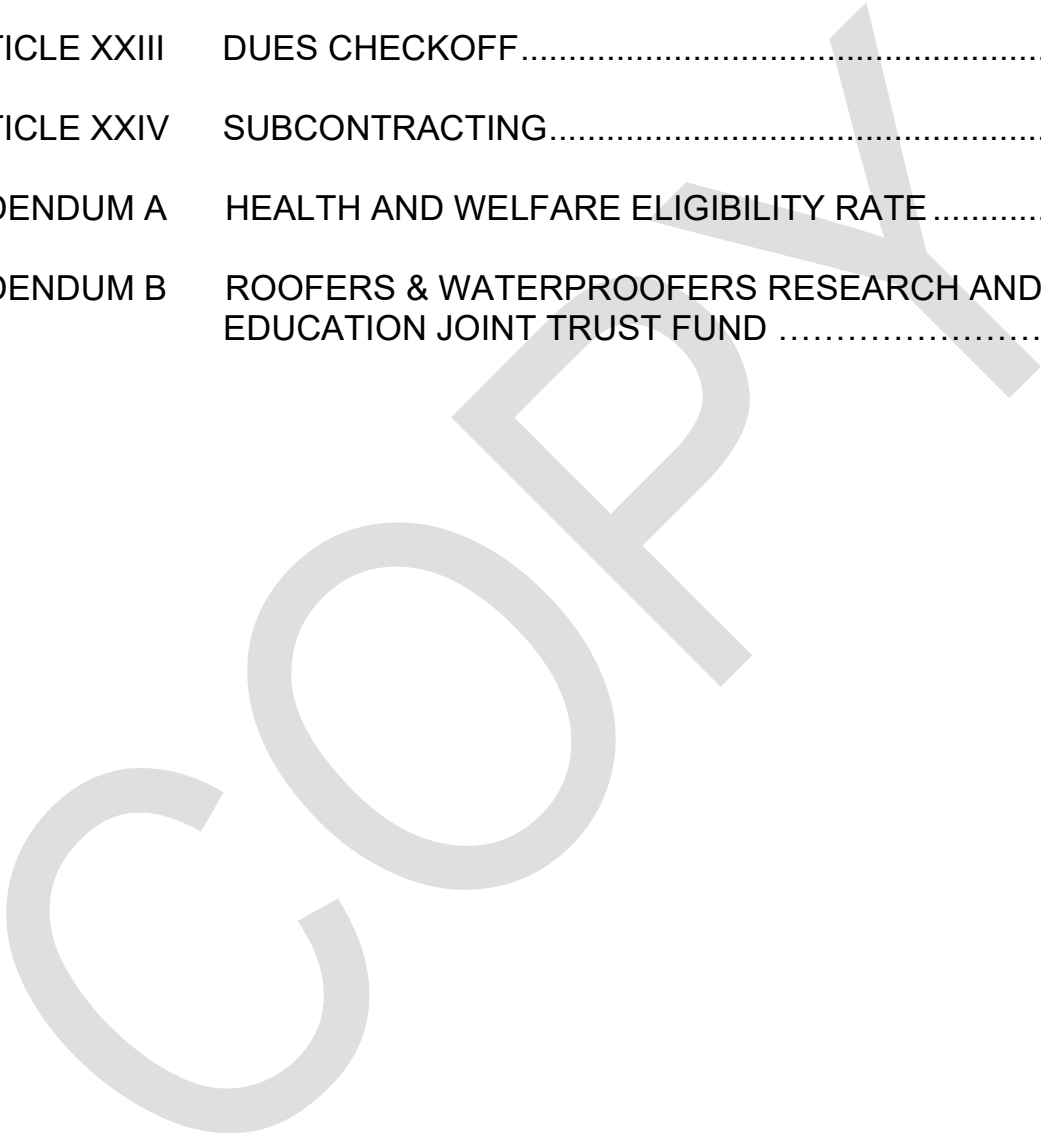 TICLE XXIII DUES CHECKOFF........................................................
TICLE XXIV SUBCONTRACTING.....................................................
DENDUM A HEALTH AND WELFARE ELIGIBILITY RATE............
DENDUM B ROOFERS & WATERPROOFERS RESEARCH AND
EDUCATION JOINT TRUST FUND ……………………
COPY